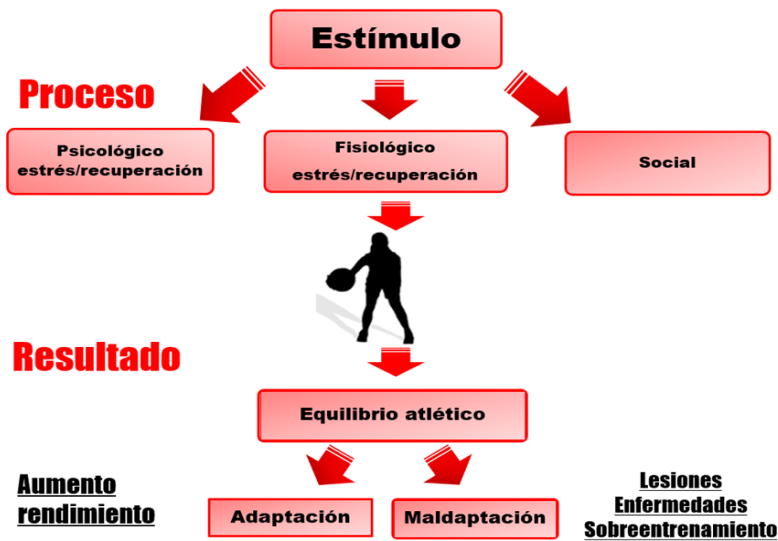 Estímulo
Proceso
Psicológico
estrés/recuperación
Fisiológico
estrés/recuperación
Social
Resultado
Equilibrio atlético
Aumento
rendimiento
Adaptación
Maldaptación
Lesiones
Enfermedades
Sobreentrenamiento